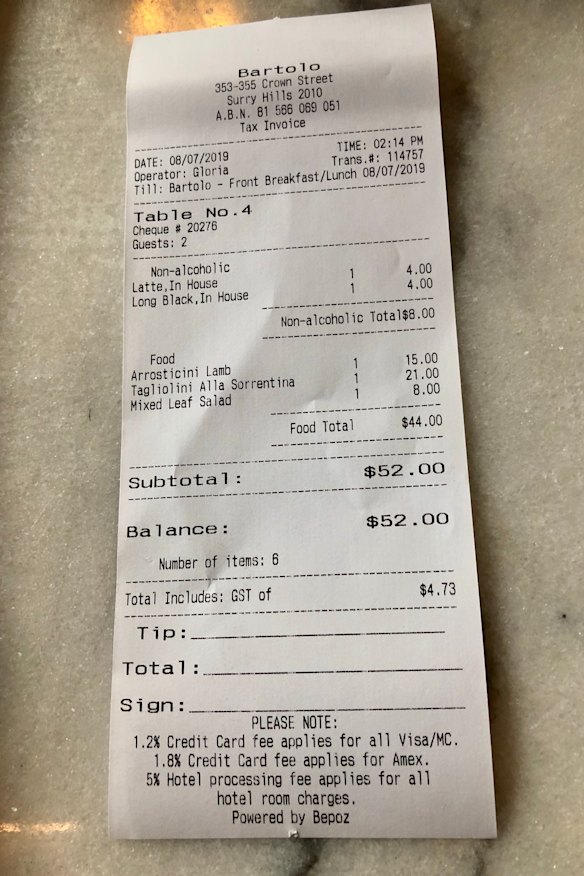 Bartolo
353-355 Crown Street
Surry Hills 2010
A.B.N. 81 566 069 051
Tax Invoice
DATE: 08/07/2019 TIME: 02:14 PM
Operator: Gloria Trans.#: 114757
Till: Bartolo - Front Breakfast/Lunch 08/07/2019
Table No.4
Cheque # 20276
Guests: 2
Non-alcoholic
Latte,In House 1 4.00
Long Black,In House 1 4.00
Non-alcoholic Total$8.00
Food
Arrosticini Lamb 1 15.00
Tagliolini Alla Sorrentina 1 21.00
Mixed Leaf Salad 1 8.00
Food Total $44.00
Subtotal: $52.00
Balance: $52.00
Number of items: 6
Total Includes: GST of $4.73
Tip:
Total:
Sign:
PLEASE NOTE:
1.2% Credit Card fee applies for all Visa/MC.
1.8% Credit Card fee applies for Amex.
5% Hotel processing fee applies for all
hotel room charges.
Powered by Bepoz